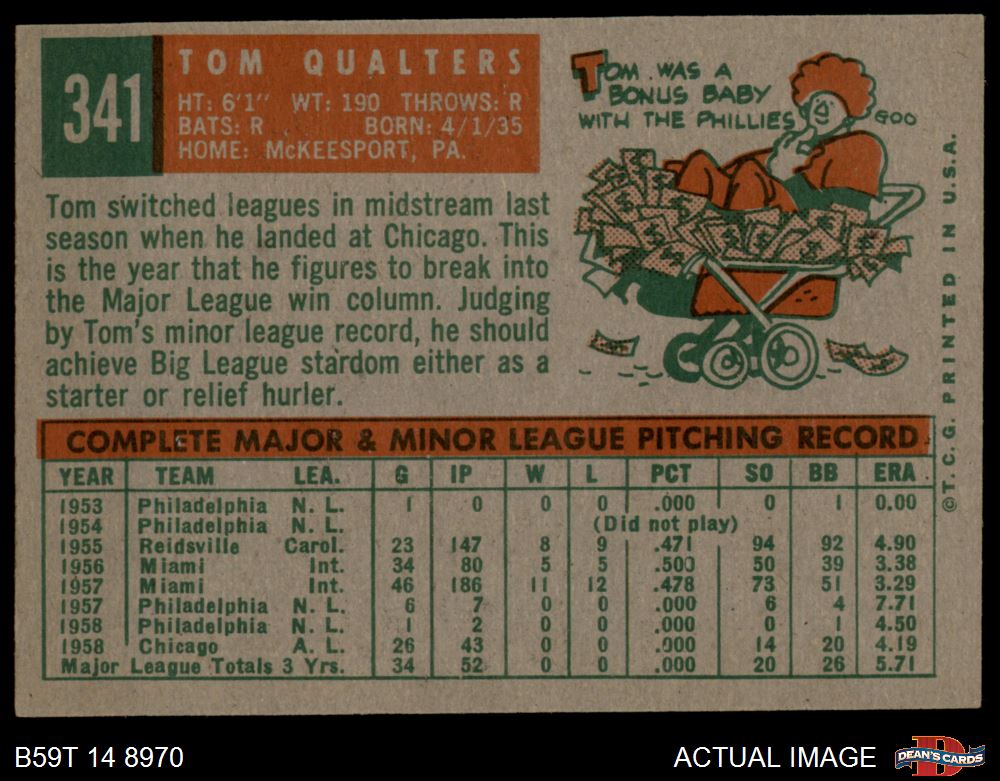 341
TOM QUALTERS
HT: 6'1" WT: 190 THROWS: R
BATS: R BORN: 4/1/35
HOME: McKEESPORT, PA.
TOM WAS A
BONUS BABY
WITH THE PHILLIES
GOO
Tom switched leagues in midstream last
season when he landed at Chicago. This
is the year that he figures to break into
the Major League win column. Judging
by Tom's minor league record, he should
achieve Big League stardom either as a
starter or relief hurler.
COMPLETE MAJOR & MINOR LEAGUE PITCHING RECORD
YEAR TEAM LEA. G IP W L PCT SO BB ERA
1953 Philadelphia N. L. 1 0 0 0 .000 0 1 0.00
1954 Philadelphia N. L. (Did not play)
1955 Reidsville Carol. 23 147 8 9 .471 94 92 4.90
1956 Miami Int. 34 80 5 5 .500 50 39 3.38
1957 Miami Int. 46 186 11 12 .478 73 51 3.29
1957 Philadelphia N. L. 6 7 0 0 .000 6 4 7.71
1958 Philadelphia N. L. 1 2 0 0 .000 0 1 4.50
1958 Chicago A. L. 26 43 0 0 .000 14 20 4.19
Major League Totals 3 Yrs. 34 52 0 0 .000 20 26 5.71
©T. C. G. PRINTED IN U.S.A.
B59T 14 8970
ACTUAL IMAGE
D
DEAN'S CARDS